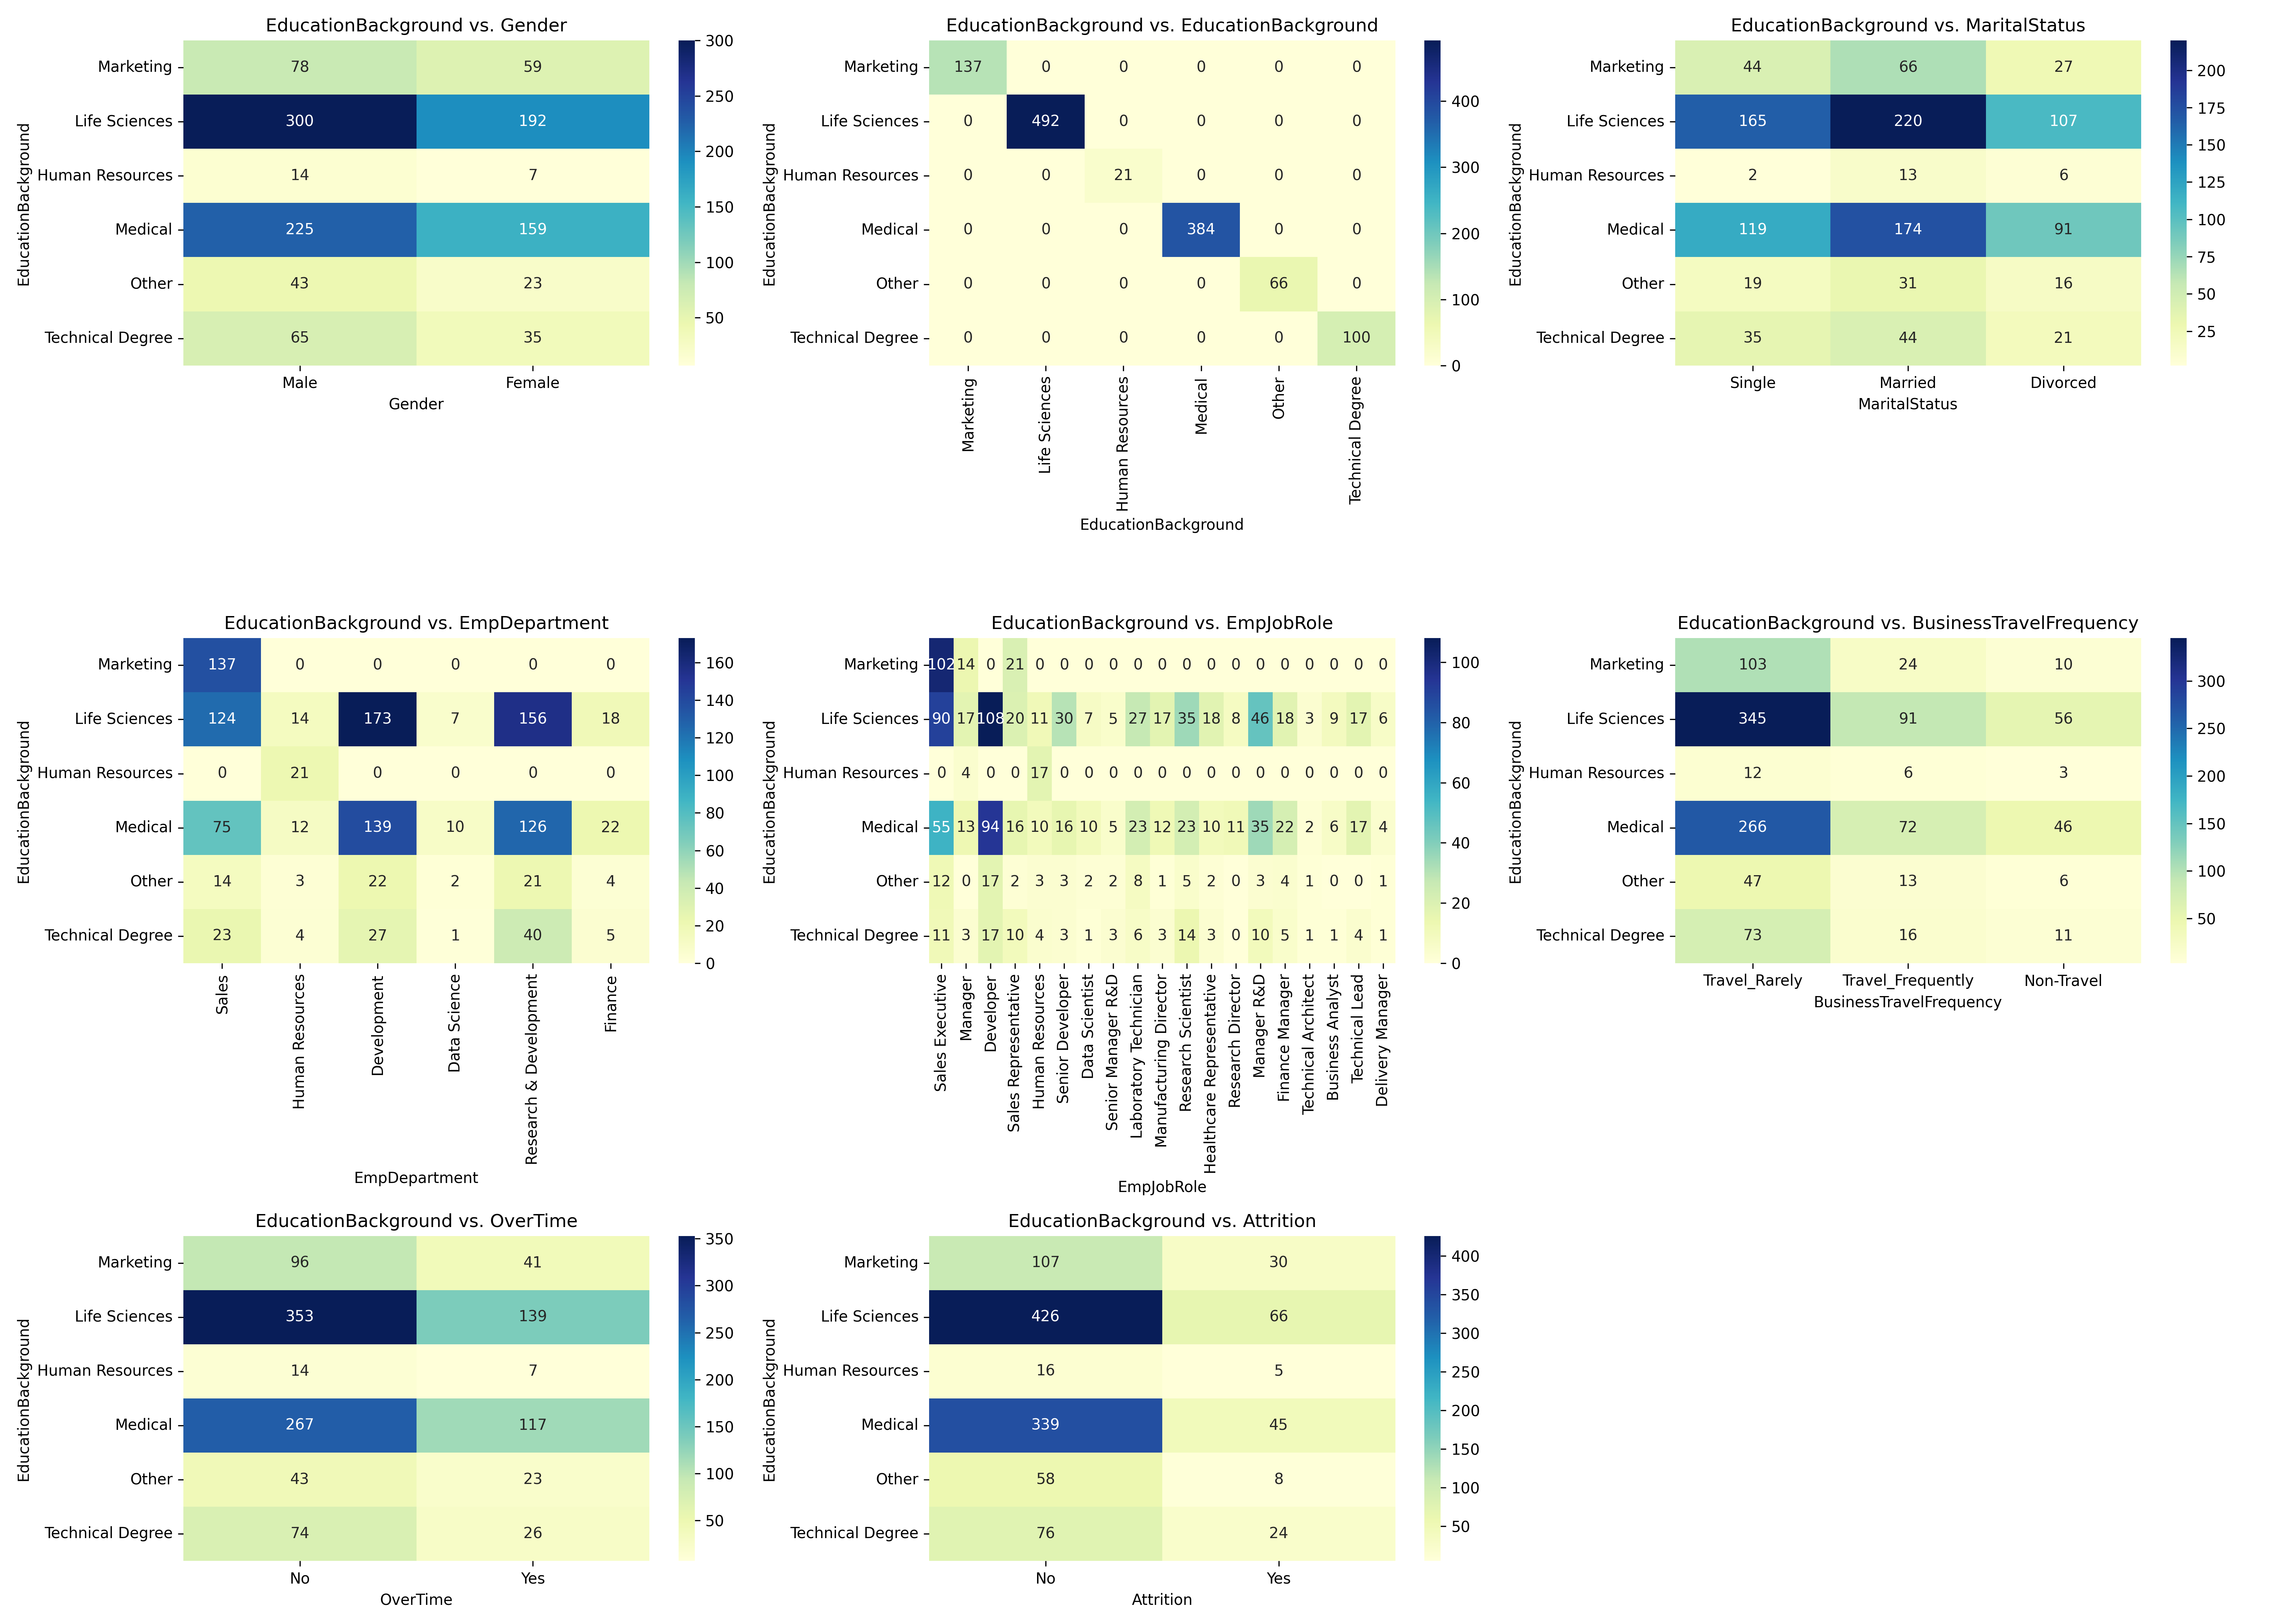 EducationBackground vs. Gender
EducationBackground
Marketing 78 59
Life Sciences 300 192
Human Resources 14 7
Medical 225 159
Other 43 23
Technical Degree 65 35
Male Female
Gender
300
250
200
150
100
50
EducationBackground vs. EducationBackground
EducationBackground
Marketing 137 0 0 0 0 0
Life Sciences 0 492 0 0 0 0
Human Resources 0 0 21 0 0 0
Medical 0 0 0 384 0 0
Other 0 0 0 0 66 0
Technical Degree 0 0 0 0 0 100
Marketing Life Sciences Human Resources Medical Other Technical Degree
EducationBackground
400
300
200
100
0
EducationBackground vs. MaritalStatus
EducationBackground
Marketing 44 66 27
Life Sciences 165 220 107
Human Resources 2 13 6
Medical 119 174 91
Other 19 31 16
Technical Degree 35 44 21
Single Married Divorced
MaritalStatus
200
175
150
125
100
75
50
25
EducationBackground vs. EmpDepartment
EducationBackground
Marketing 137 0 0 0 0 0
Life Sciences 124 14 173 7 156 18
Human Resources 0 21 0 0 0 0
Medical 75 12 139 10 126 22
Other 14 3 22 2 21 4
Technical Degree 23 4 27 1 40 5
Sales Human Resources Development Data Science Research & Development Finance
EmpDepartment
160
140
120
100
80
60
40
20
0
EducationBackground vs. EmpJobRole
EducationBackground
Marketing 102 14 0 21 0 0 0 0 0 0 0 0 0 0 0 0 0 0 0
Life Sciences 90 17 108 20 11 30 7 5 27 17 35 18 8 46 18 3 9 17 6
Human Resources 0 4 0 0 17 0 0 0 0 0 0 0 0 0 0 0 0 0 0
Medical 55 13 94 16 10 16 10 5 23 12 23 10 11 35 22 2 6 17 4
Other 12 0 17 2 3 3 2 2 8 1 5 2 0 3 4 1 0 0 1
Technical Degree 11 3 17 10 4 3 1 3 6 3 14 3 0 10 5 1 1 4 1
Sales Executive Manager Developer Sales Representative Human Resources Senior Developer Data Scientist Senior Manager R&D Laboratory Technician Manufacturing Director Research Scientist Healthcare Representative Research Director Manager R&D Finance Manager Technical Architect Business Analyst Technical Lead Delivery Manager
EmpJobRole
100
80
60
40
20
0
EducationBackground vs. BusinessTravelFrequency
EducationBackground
Marketing 103 24 10
Life Sciences 345 91 56
Human Resources 12 6 3
Medical 266 72 46
Other 47 13 6
Technical Degree 73 16 11
Travel_Rarely Travel_Frequently Non-Travel
BusinessTravelFrequency
300
250
200
150
100
50
EducationBackground vs. OverTime
EducationBackground
Marketing 96 41
Life Sciences 353 139
Human Resources 14 7
Medical 267 117
Other 43 23
Technical Degree 74 26
No Yes
OverTime
350
300
250
200
150
100
50
EducationBackground vs. Attrition
EducationBackground
Marketing 107 30
Life Sciences 426 66
Human Resources 16 5
Medical 339 45
Other 58 8
Technical Degree 76 24
No Yes
Attrition
400
350
300
250
200
150
100
50